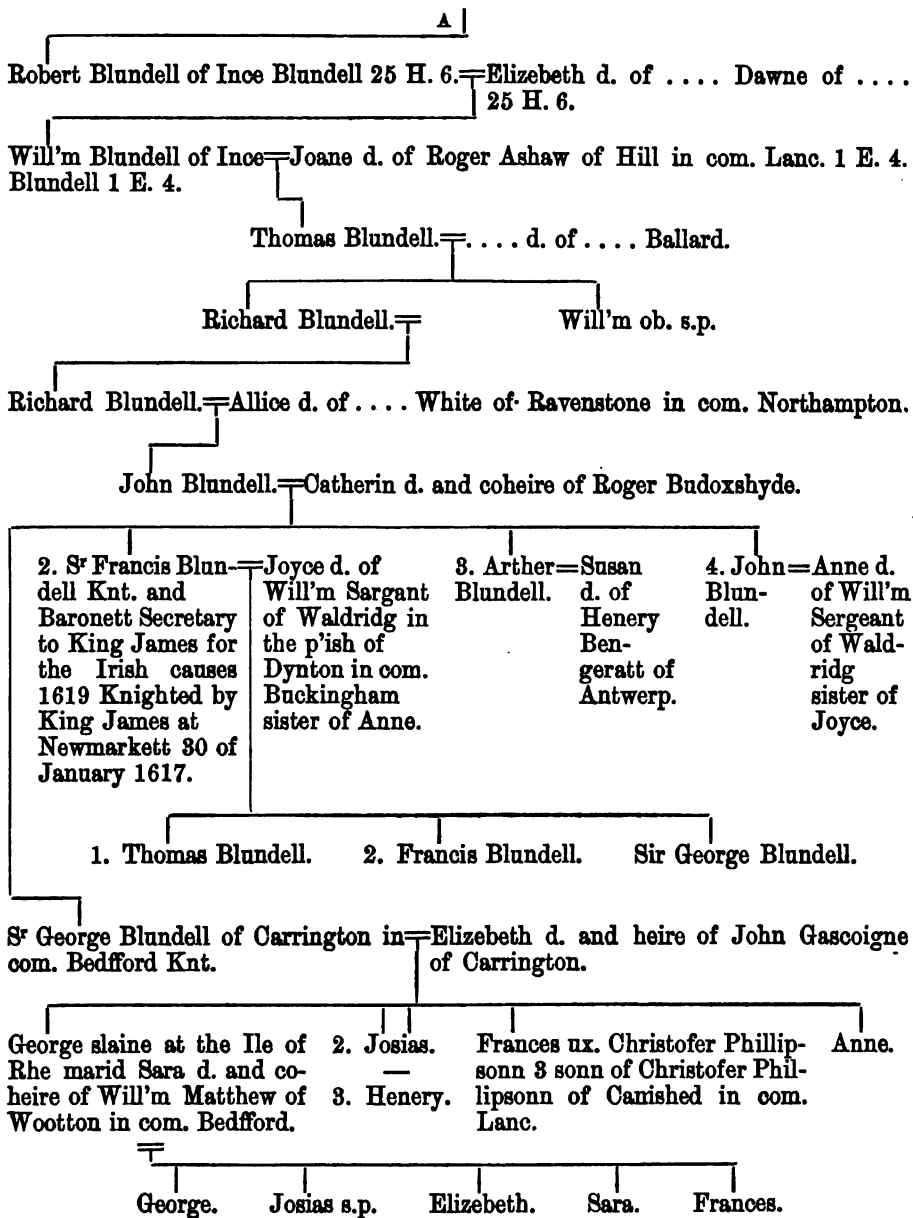 A
Robert Blundell of Ince Blundell 25 H. 6.=Elizebeth d. of .... Dawne of ....
25 H. 6.
Will'm Blundell of Ince=Joane d. of Roger Ashaw of Hill in com. Lanc. 1 E. 4.
Blundell 1 E. 4.
Thomas Blundell.=.... d. of .... Ballard.
Richard Blundell.=
Will'm ob. s.p.
Richard Blundell.=Allice d. of .... White of Ravenstone in com. Northampton.
John Blundell.=Catherin d. and coheire of Roger Budoxshyde.
2. Sr Francis Blun-
dell Knt. and
Baronett Secretary
to King James for
the Irish causes
1619 Knighted by
King James at
Newmarkett 30 of
January 1617.
=Joyce d. of
Will'm Sargant
of Waldridg in
the p'ish of
Dynton in com.
Buckingham
sister of Anne.
3. Arther=
Blundell.
Susan
d. of
Henery
Ben-
geratt of
Antwerp.
4. John=
Blun-
dell.
Anne d.
of Will'm
Sergeant
of Wald-
ridg
sister of
Joyce.
1. Thomas Blundell.
2. Francis Blundell.
Sir George Blundell.
Sr George Blundell of Carrington in=Elizebeth d. and heire of John Gascoigne
com. Bedfford Knt.
of Carrington.
George slaine at the Ile of
Rhe marid Sara d. and co-
heire of Will'm Matthew of
Wootton in com. Bedfford.
2. Josias.
—
3. Henery.
Frances ux. Christofer Phillip-
sonn 3 sonn of Christofer Phil-
lipsonn of Canished in com.
Lanc.
Anne.
George.
Josias s.p.
Elizebeth.
Sara.
Frances.